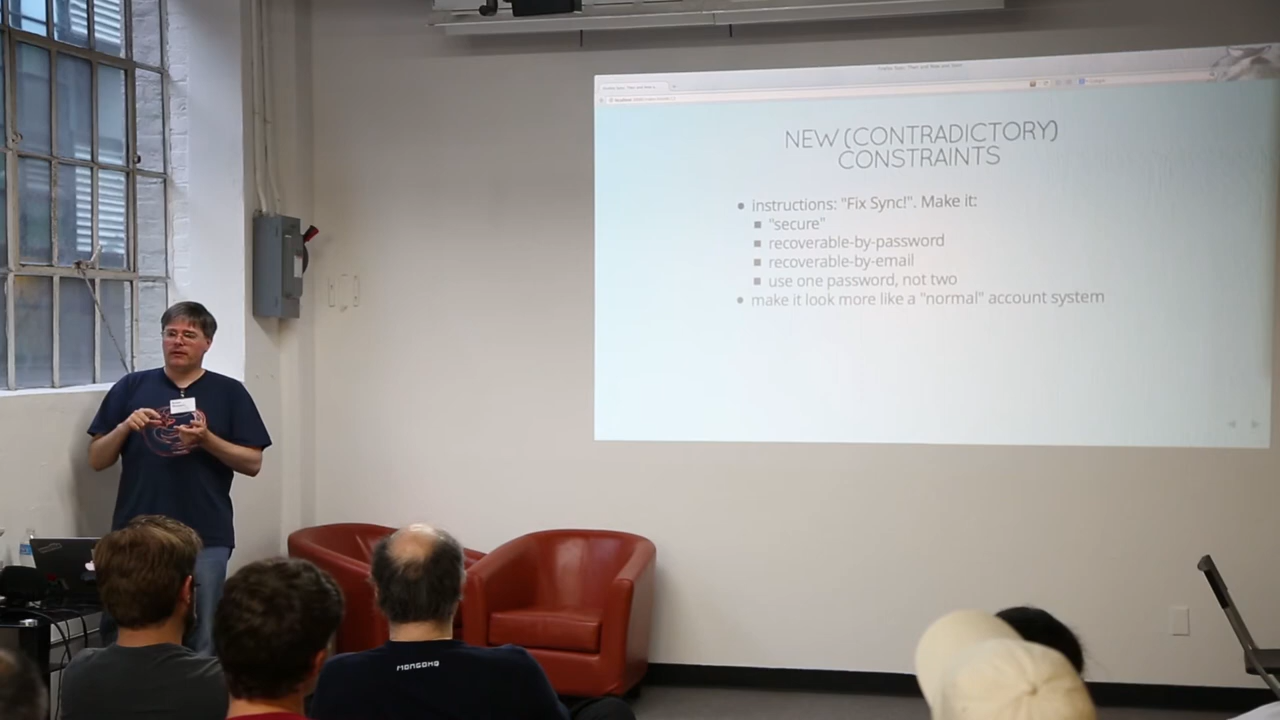 NEW (CONTRADICTORY)
CONSTRAINTS
instructions: "Fix Sync!". Make it:
"secure"
recoverable-by-password
recoverable-by-email
use one password, not two
make it look more like a "normal" account system